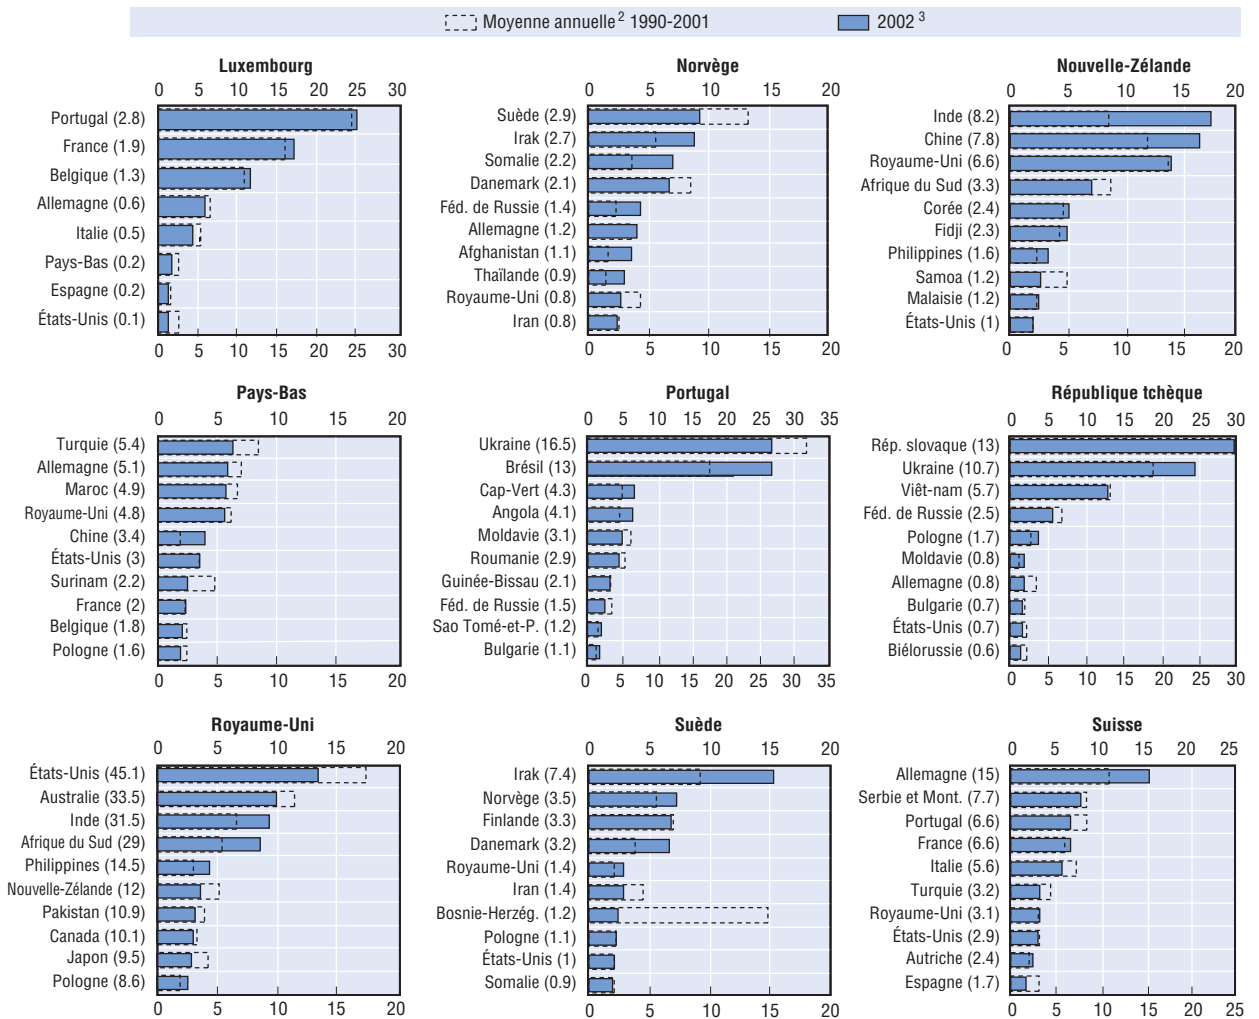 Moyenne annuelle 2 1990-2001 2002 3
Luxembourg
0 5 10 15 20 25 30
Portugal (2.8)
France (1.9)
Belgique (1.3)
Allemagne (0.6)
Italie (0.5)
Pays-Bas (0.2)
Espagne (0.2)
États-Unis (0.1)
0 5 10 15 20 25 30
Norvège
0 5 10 15 20
Suède (2.9)
Irak (2.7)
Somalie (2.2)
Danemark (2.1)
Féd. de Russie (1.4)
Allemagne (1.2)
Afghanistan (1.1)
Thaïlande (0.9)
Royaume-Uni (0.8)
Iran (0.8)
0 5 10 15 20
Nouvelle-Zélande
0 5 10 15 20
Inde (8.2)
Chine (7.8)
Royaume-Uni (6.6)
Afrique du Sud (3.3)
Corée (2.4)
Fidji (2.3)
Philippines (1.6)
Samoa (1.2)
Malaisie (1.2)
États-Unis (1)
0 5 10 15 20
Pays-Bas
0 5 10 15 20
Turquie (5.4)
Allemagne (5.1)
Maroc (4.9)
Royaume-Uni (4.8)
Chine (3.4)
États-Unis (3)
Surinam (2.2)
France (2)
Belgique (1.8)
Pologne (1.6)
0 5 10 15 20
Portugal
0 5 10 15 20 25 30 35
Ukraine (16.5)
Brésil (13)
Cap-Vert (4.3)
Angola (4.1)
Moldavie (3.1)
Roumanie (2.9)
Guinée-Bissau (2.1)
Féd. de Russie (1.5)
Sao Tomé-et-P. (1.2)
Bulgarie (1.1)
0 5 10 15 20 25 30 35
République tchèque
0 5 10 15 20 25 30
Rép. slovaque (13)
Ukraine (10.7)
Viêt-nam (5.7)
Féd. de Russie (2.5)
Pologne (1.7)
Moldavie (0.8)
Allemagne (0.8)
Bulgarie (0.7)
États-Unis (0.7)
Biélorussie (0.6)
0 5 10 15 20 25 30
Royaume-Uni
0 5 10 15 20
États-Unis (45.1)
Australie (33.5)
Inde (31.5)
Afrique du Sud (29)
Philippines (14.5)
Nouvelle-Zélande (12)
Pakistan (10.9)
Canada (10.1)
Japon (9.5)
Pologne (8.6)
0 5 10 15 20
Suède
0 5 10 15 20
Irak (7.4)
Norvège (3.5)
Finlande (3.3)
Danemark (3.2)
Royaume-Uni (1.4)
Iran (1.4)
Bosnie-Herzég. (1.2)
Pologne (1.1)
États-Unis (1)
Somalie (0.9)
0 5 10 15 20
Suisse
0 5 10 15 20 25
Allemagne (15)
Serbie et Mont. (7.7)
Portugal (6.6)
France (6.6)
Italie (5.6)
Turquie (3.2)
Royaume-Uni (3.1)
États-Unis (2.9)
Autriche (2.4)
Espagne (1.7)
0 5 10 15 20 25